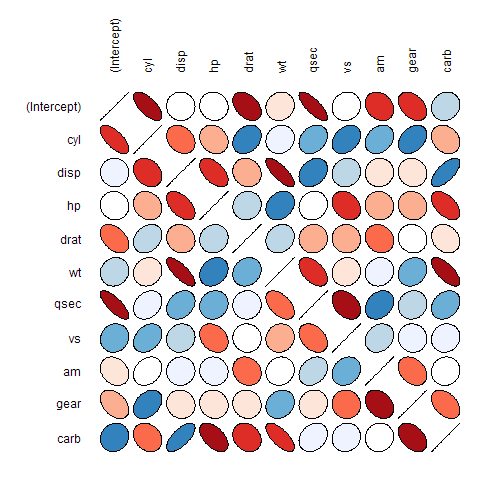 (Intercept) cyl disp hp drat wt qsec vs am gear carb
(Intercept)
cyl
disp
hp
drat
wt
qsec
vs
am
gear
carb